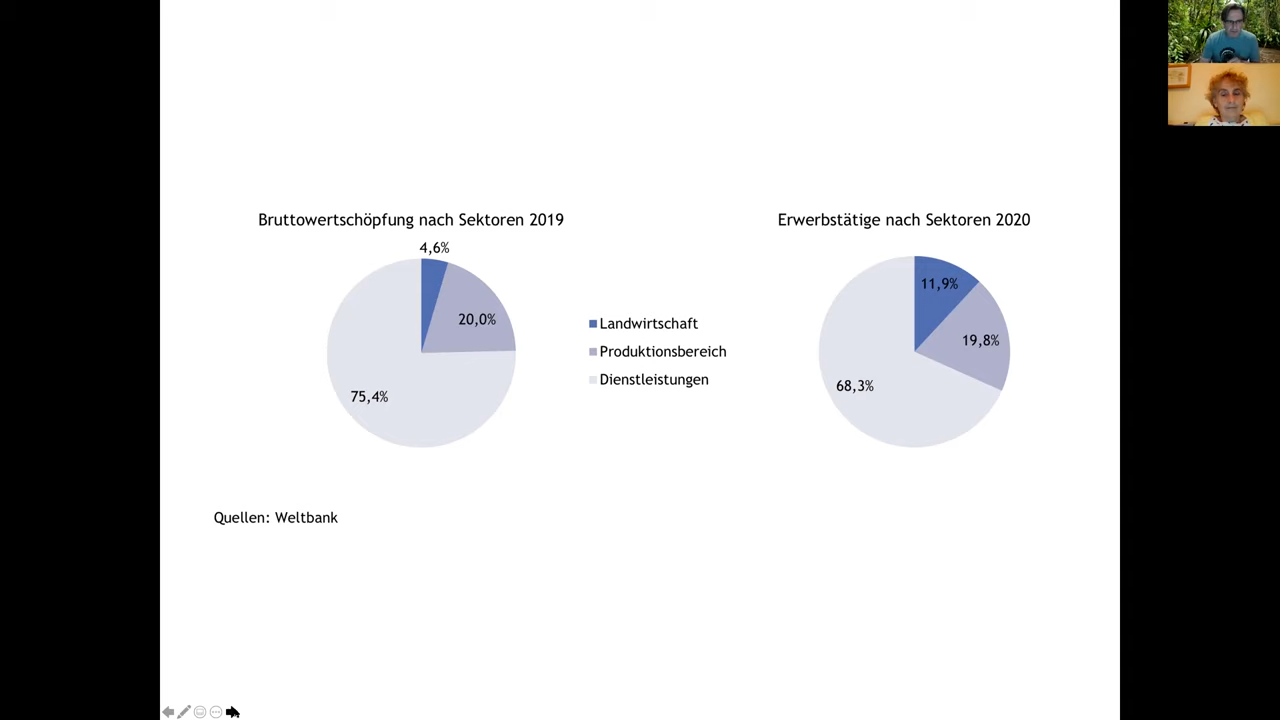 Bruttowertschöpfung nach Sektoren 2019
4,6%
20,0%
75,4%
Landwirtschaft
Produktionsbereich
Dienstleistungen
Erwerbstätige nach Sektoren 2020
11,9%
19,8%
68,3%
Quellen: Weltbank